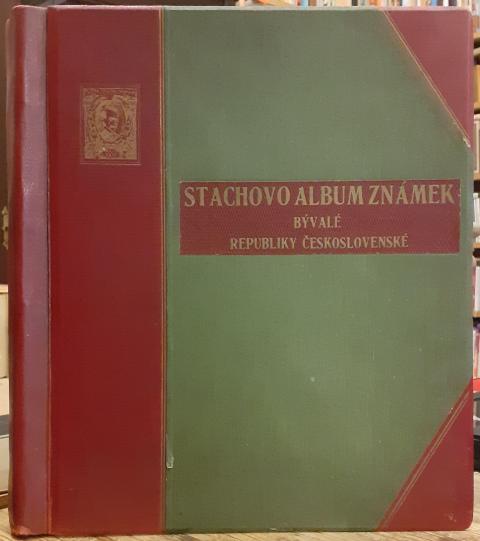 STACHOVO ALBUM ZNÁMEK
BÝVALÉ
REPUBLIKY ČESKOSLOVENSKÉ